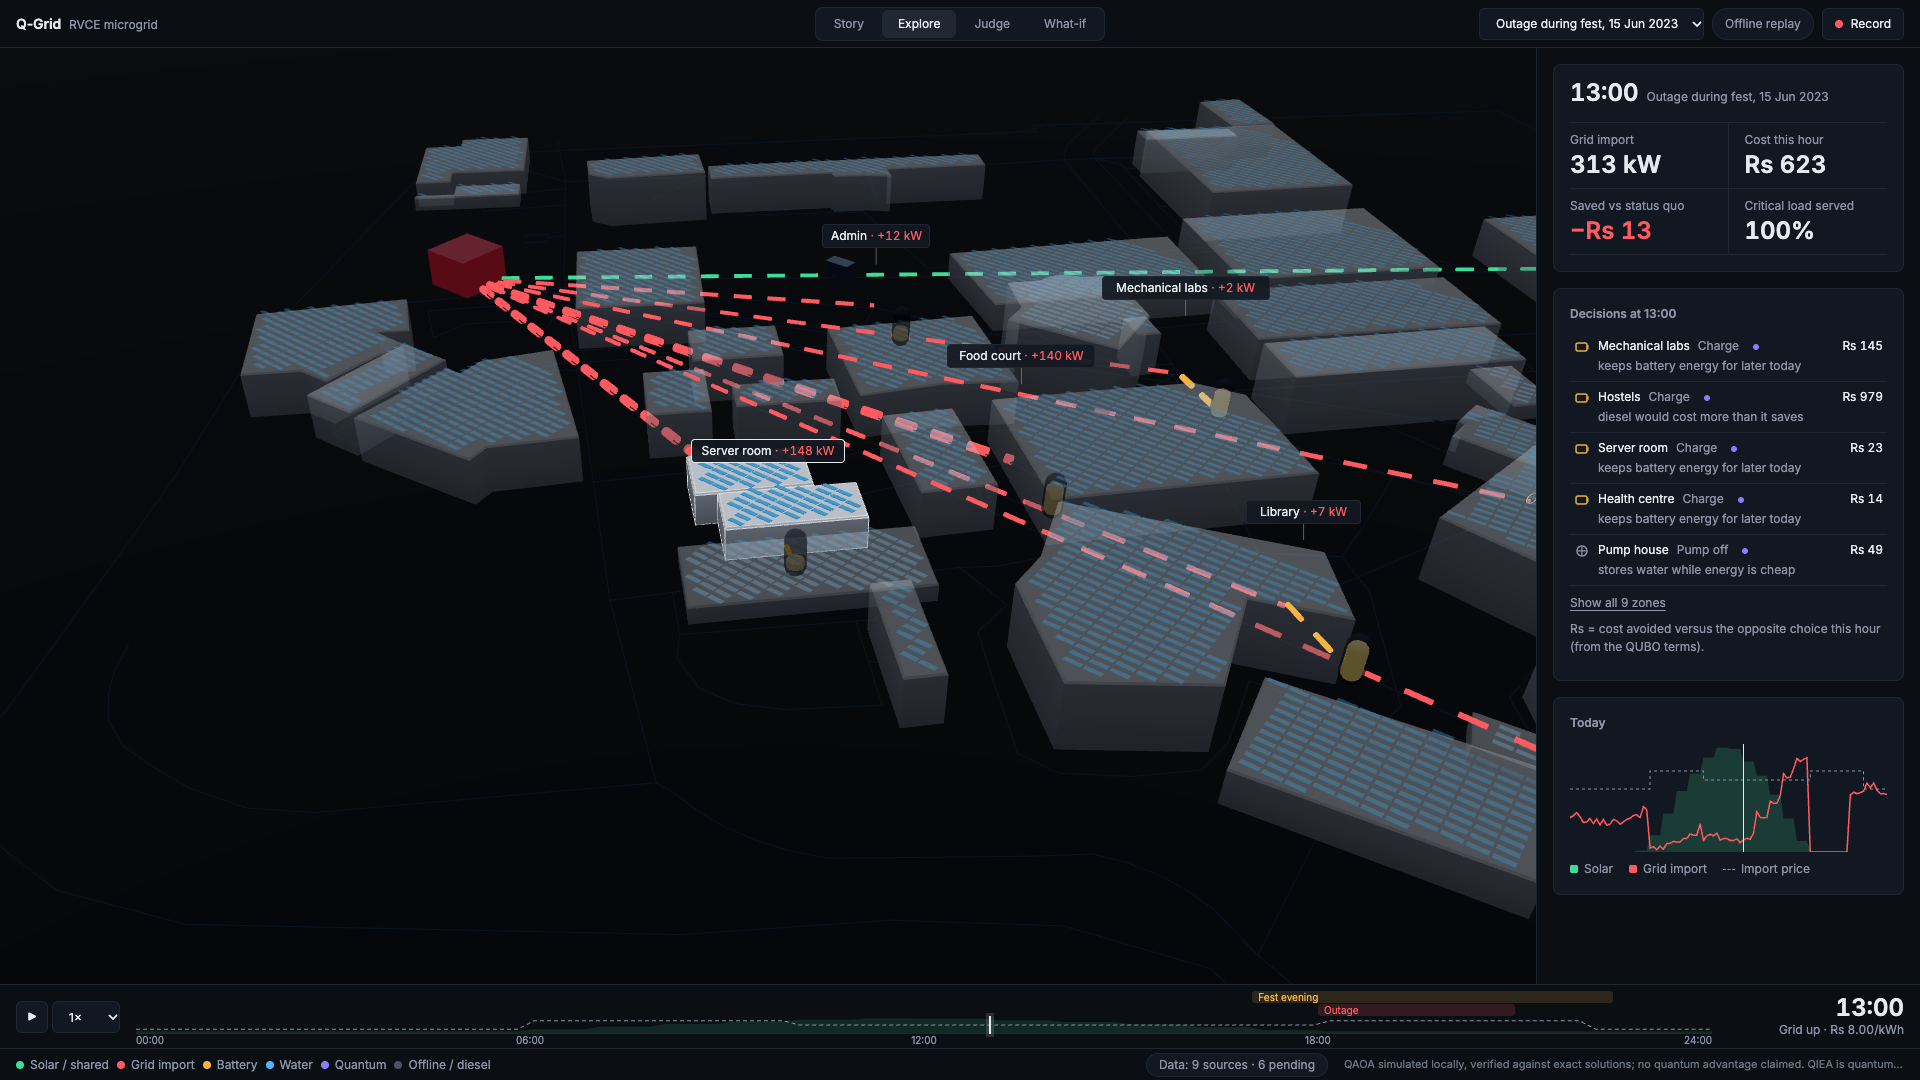 Q-Grid RVCE microgrid
Story Explore Judge What-if
Outage during fest, 15 Jun 2023 Offline replay Record
Admin · +12 kW
Mechanical labs · +2 kW
Food court · +140 kW
Server room · +148 kW
Library · +7 kW
13:00 Outage during fest, 15 Jun 2023
Grid import Cost this hour
313 kW Rs 623
Saved vs status quo Critical load served
−Rs 13 100%
Decisions at 13:00
Mechanical labs Charge Rs 145
keeps battery energy for later today
Hostels Charge Rs 979
diesel would cost more than it saves
Server room Charge Rs 23
keeps battery energy for later today
Health centre Charge Rs 14
keeps battery energy for later today
Pump house Pump off Rs 49
stores water while energy is cheap
Show all 9 zones
Rs = cost avoided versus the opposite choice this hour
(from the QUBO terms).
Today
Solar Grid import Import price
1×
Fest evening
Outage
00:00 06:00 12:00 18:00 24:00
13:00
Grid up · Rs 8.00/kWh
Solar / shared Grid import Battery Water Quantum Offline / diesel
Data: 9 sources · 6 pending
QAOA simulated locally, verified against exact solutions; no quantum advantage claimed. QIEA is quantum...